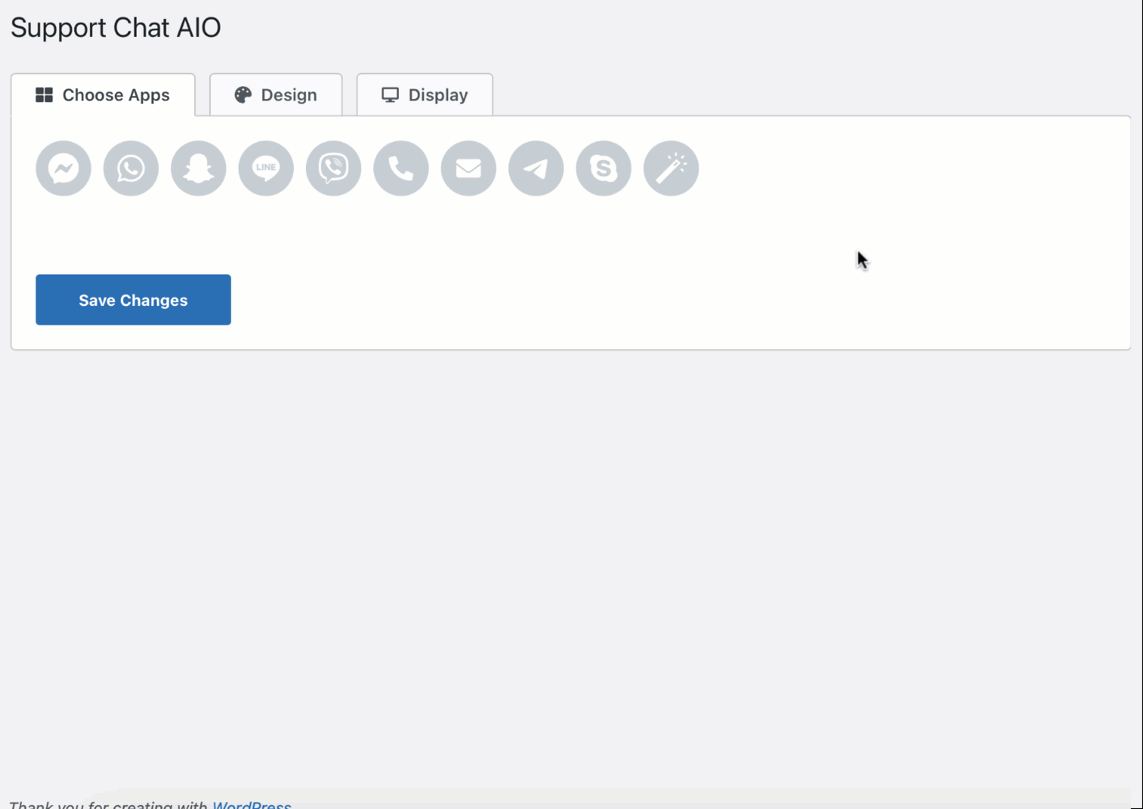 Support Chat AIO
Choose Apps
Design
Display
LINE
S
Save Changes
Thank you for creating with WordPress